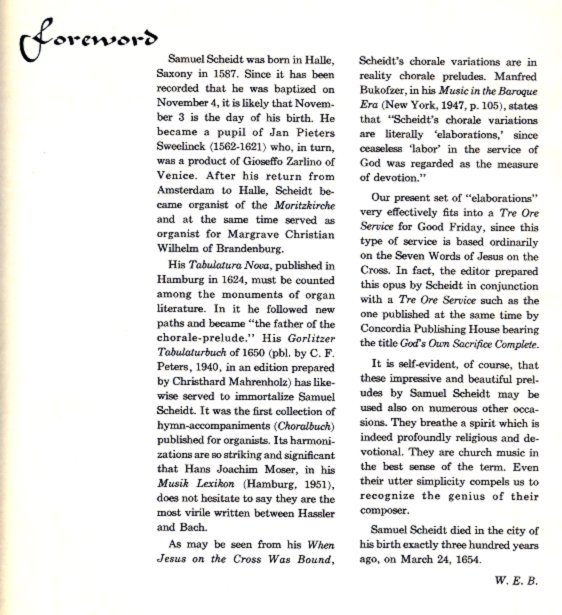 foreword
Samuel Scheidt was born in Halle,
Saxony in 1587. Since it has been
recorded that he was baptized on
November 4, it is likely that Novem-
ber 3 is the day of his birth. He
became a pupil of Jan Pieters
Sweelinck (1562-1621) who, in turn,
was a product of Gioseffo Zarlino of
Venice. After his return from
Amsterdam to Halle, Scheidt be-
came organist of the Moritzkirche
and at the same time served as
organist for Margrave Christian
Wilhelm of Brandenburg.
His Tabulatura Nova, published in
Hamburg in 1624, must be counted
among the monuments of organ
literature. In it he followed new
paths and became "the father of the
chorale-prelude." His Gorlitzer
Tabulaturbuch of 1650 (pbl. by C. F.
Peters, 1940, in an edition prepared
by Christhard Mahrenholz) has like-
wise served to immortalize Samuel
Scheidt. It was the first collection of
hymn-accompaniments (Choralbuch)
published for organists. Its harmoni-
zations are so striking and significant
that Hans Joachim Moser, in his
Musik Lexikon (Hamburg, 1951),
does not hesitate to say they are the
most virile written between Hassler
and Bach.
As may be seen from his When
Jesus on the Cross Was Bound,
Scheidt's chorale variations are in
reality chorale preludes. Manfred
Bukofzer, in his Music in the Baroque
Era (New York, 1947, p. 105), states
that "Scheidt's chorale variations
are literally 'elaborations,' since
ceaseless 'labor' in the service of
God was regarded as the measure
of devotion."
Our present set of "elaborations"
very effectively fits into a Tre Ore
Service for Good Friday, since this
type of service is based ordinarily
on the Seven Words of Jesus on the
Cross. In fact, the editor prepared
this opus by Scheidt in conjunction
with a Tre Ore Service such as the
one published at the same time by
Concordia Publishing House bearing
the title God's Own Sacrifice Complete.
It is self-evident, of course, that
these impressive and beautiful prel-
udes by Samuel Scheidt may be
used also on numerous other occa-
sions. They breathe a spirit which is
indeed profoundly religious and de-
votional. They are church music in
the best sense of the term. Even
their utter simplicity compels us to
recognize the genius of their
composer.
Samuel Scheidt died in the city of
his birth exactly three hundred years
ago, on March 24, 1654.
W. E. B.